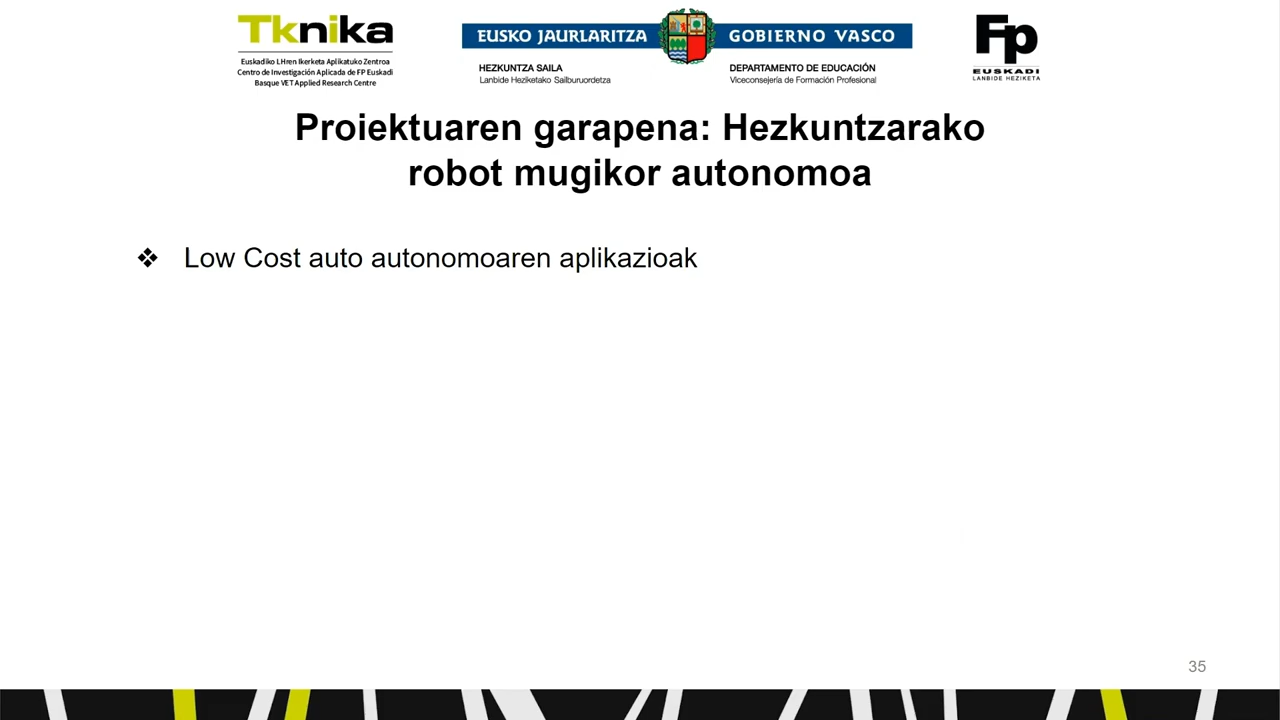 Tknika
Euskadiko LHren Ikerketa Aplikatuko Zentroa
Centro de Investigación Aplicada de FP Euskadi
Basque VET Applied Research Centre
EUSKO JAURLARITZA
GOBIERNO VASCO
HEZKUNTZA SAILA
Lanbide Heziketako Sailburuordetza
DEPARTAMENTO DE EDUCACIÓN
Viceconsejería de Formación Profesional
Fp
EUSKADI
LANBIDE HEZIKETA
Proiektuaren garapena: Hezkuntzarako
robot mugikor autonomoa
❖ Low Cost auto autonomoaren aplikazioak
35